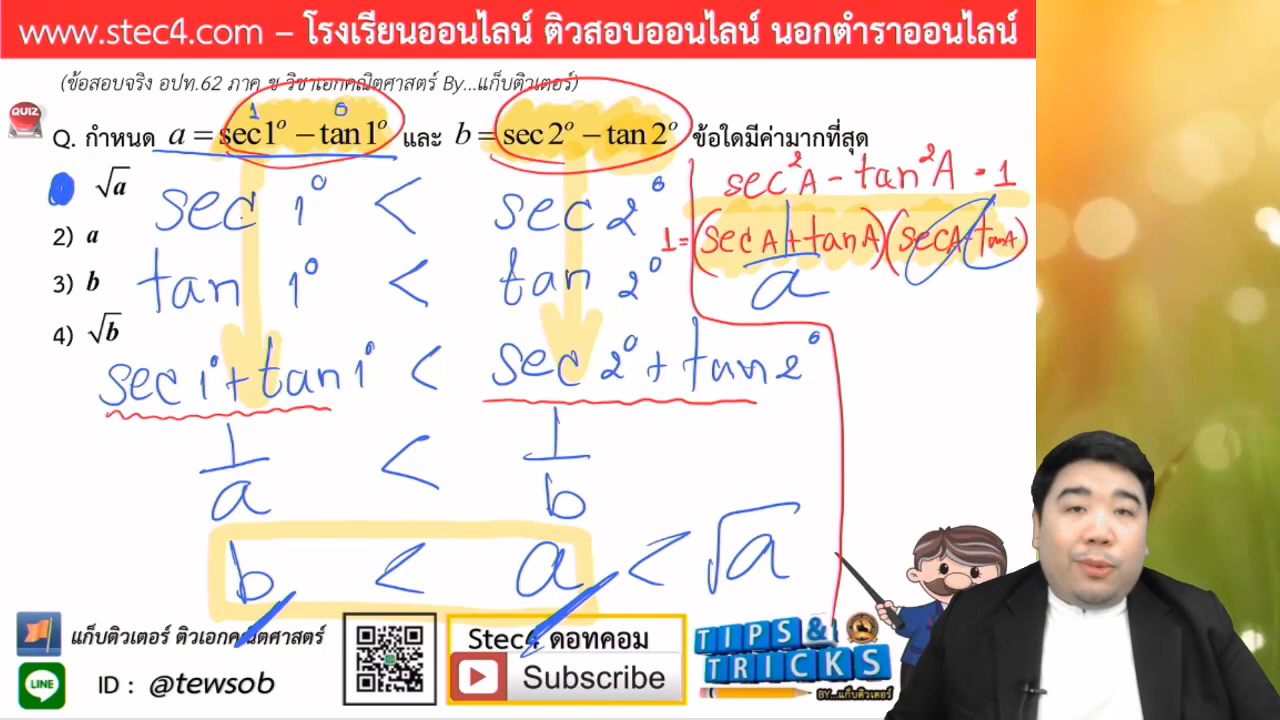 www.stec4.com – โรงเรียนออนไลน์ ติวสอบออนไลน์ นอกตำราออนไลน์
(ข้อสอบจริง อปท.62 ภาค ข วิชาเอกคณิตศาสตร์ By...แก็บติวเตอร์)
QUIZ
1 0
Q. กำหนด a = sec1° − tan1° และ b = sec2° − tan2° ข้อใดมีค่ามากที่สุด
√a
2) a
3) b
4) √b
sec²A − tan²A = 1
1 = (secA + tanA)(secA − tanA)
1/a
sec 1° < sec 2°
tan 1° < tan 2°
sec 1° + tan 1° < sec 2° + tan 2°
1/a < 1/b
b < a < √a
แก็บติวเตอร์ ติวเอกคณิตศาสตร์
LINE
ID : @tewsob
Stec4 ดอทคอม
Subscribe
TIPS &
TRICKS
BY...แก็บติวเตอร์